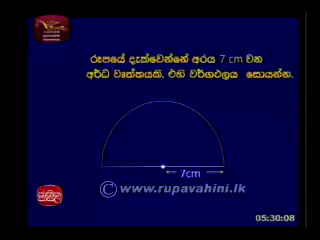 රූපයේ දැක්වෙන්නේ අරය 7 cm වන
අර්ධ වෘත්තයකි. එහි වර්ගඵලය සොයන්න.
7cm
©www.rupavahini.lk
05:30:08